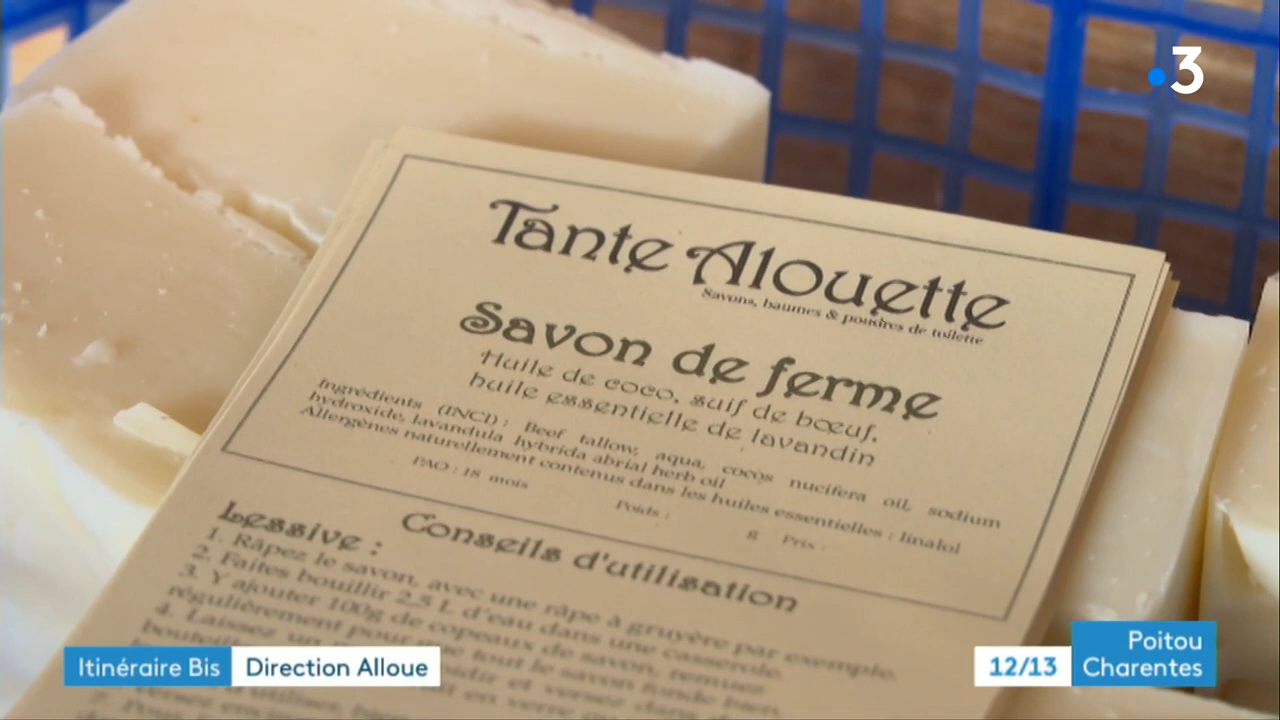 3
Tante Alouette
Savons, baumes & poudres de toilette
Savon de ferme
Huile de coco, suif de bœuf,
huile essentielle de lavandin
Ingrédients (INCI) : Beef tallow, aqua, cocos nucifera oil, sodium
hydroxide, lavandula hybrida abrial herb oil
Allergènes naturellement contenus dans les huiles essentielles : linalol
PAO : 18 mois Poids : g Prix :
Conseils d'utilisation
Lessive :
1. Râpez le savon, avec une râpe à gruyère par exemple.
2. Faites bouillir 2,5 L d'eau dans une casserole.
3. Y ajouter 100g de copeaux de savon, remuez
régulièrement pour que tout le savon fonde bien.
4. Laissez
Itinéraire Bis Direction Alloue
12/13 Poitou
Charentes